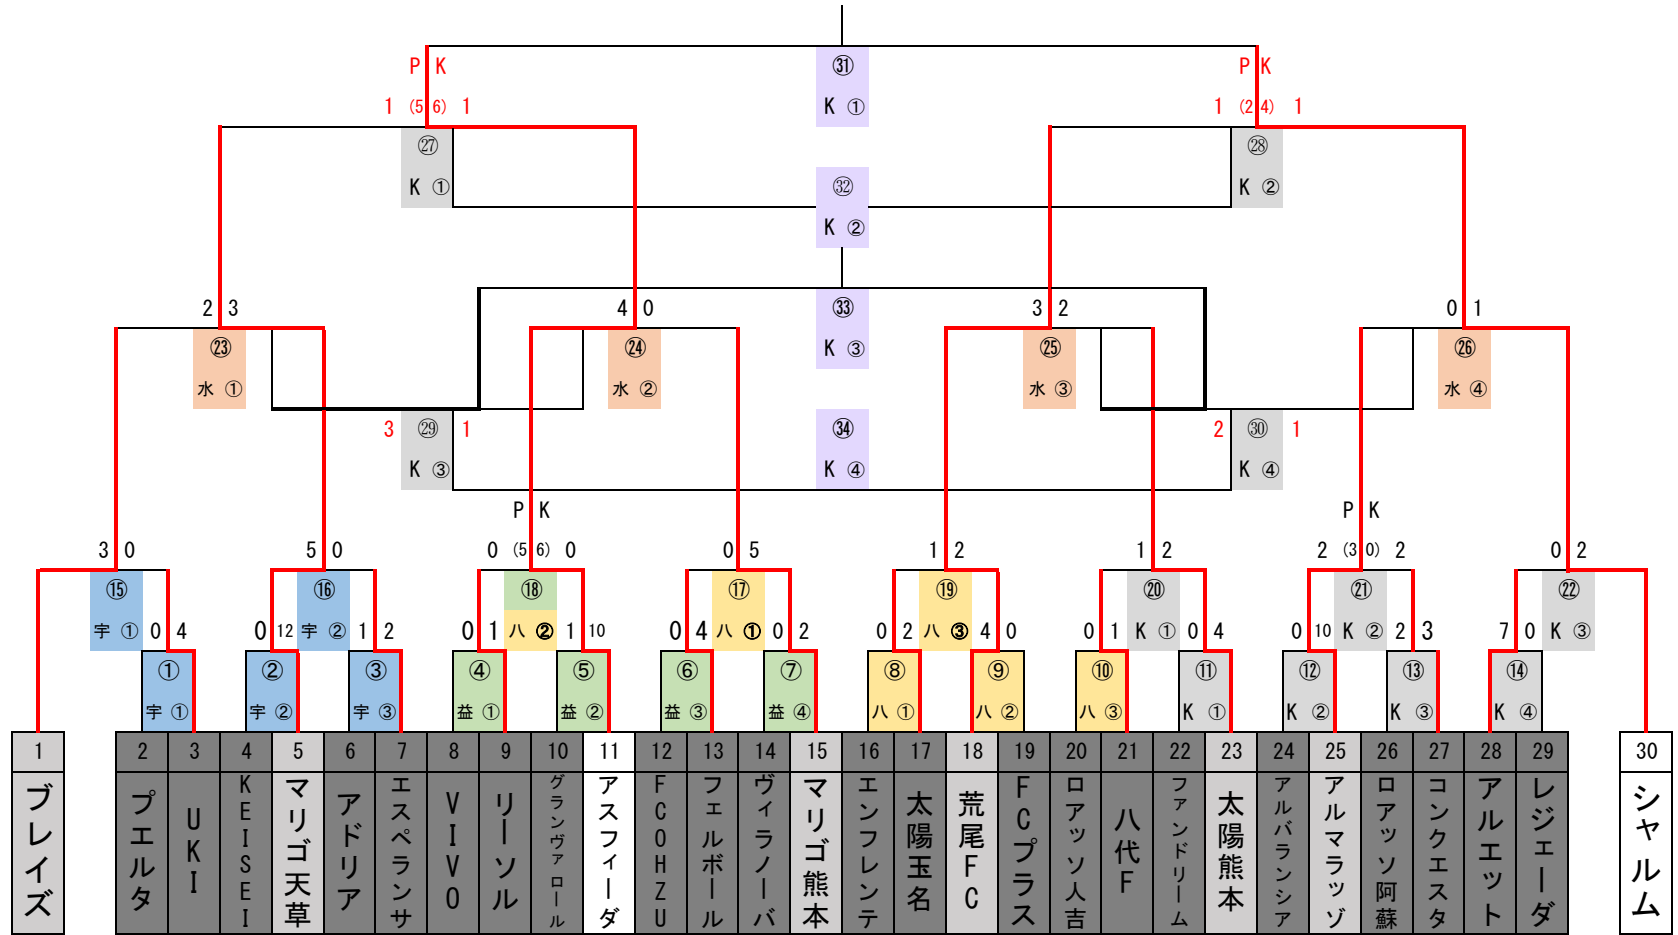 P K P K
㉛
1 (5 6) 1 K ① 1 (2 4) 1
㉗ ㉘
K ① ㉜ K ②
K ②
2 3 4 0 ㉝ 3 2 0 1
㉓ ㉔ K ③ ㉕ ㉖
水 ① 水 ② 水 ③ 水 ④
3 ㉙ 1 ㉞ 2 ㉚ 1
K ③ K ④ K ④
P K P K
3 0 5 0 0 (5 6) 0 0 5 1 2 1 2 2 (3 0) 2 0 2
⑮ ⑯ ⑱ ⑰ ⑲ ⑳ ㉑ ㉒
宇 ① 0 4 0 12 宇 ② 1 2 0 1 八 ② 1 10 0 4 八 ① 0 2 0 2 八 ③ 4 0 0 1 K ① 0 4 0 10 K ② 2 3 7 0 K ③
① ② ③ ④ ⑤ ⑥ ⑦ ⑧ ⑨ ⑩ ⑪ ⑫ ⑬ ⑭
宇 ① 宇 ② 宇 ③ 益 ① 益 ② 益 ③ 益 ④ 八 ① 八 ② 八 ③ K ① K ② K ③ K ④
1 2 3 4 5 6 7 8 9 10 11 12 13 14 15 16 17 18 19 20 21 22 23 24 25 26 27 28 29 30
ブレイズ
プエルタ
UKI
KEISEI
マリゴ天草
アドリア
エスペランサ
VIVO
リーソル
グランヴァロール
アスフィーダ
FCOHZU
フェルボール
ヴィラノーバ
マリゴ熊本
エンフレンテ
太陽玉名
荒尾FC
FCプラス
ロアッソ人吉
八代F
ファンドリーム
太陽熊本
アルバランシア
アルマラッゾ
ロアッソ阿蘇
コンクエスタ
アルエット
レジェーダ
シャルム